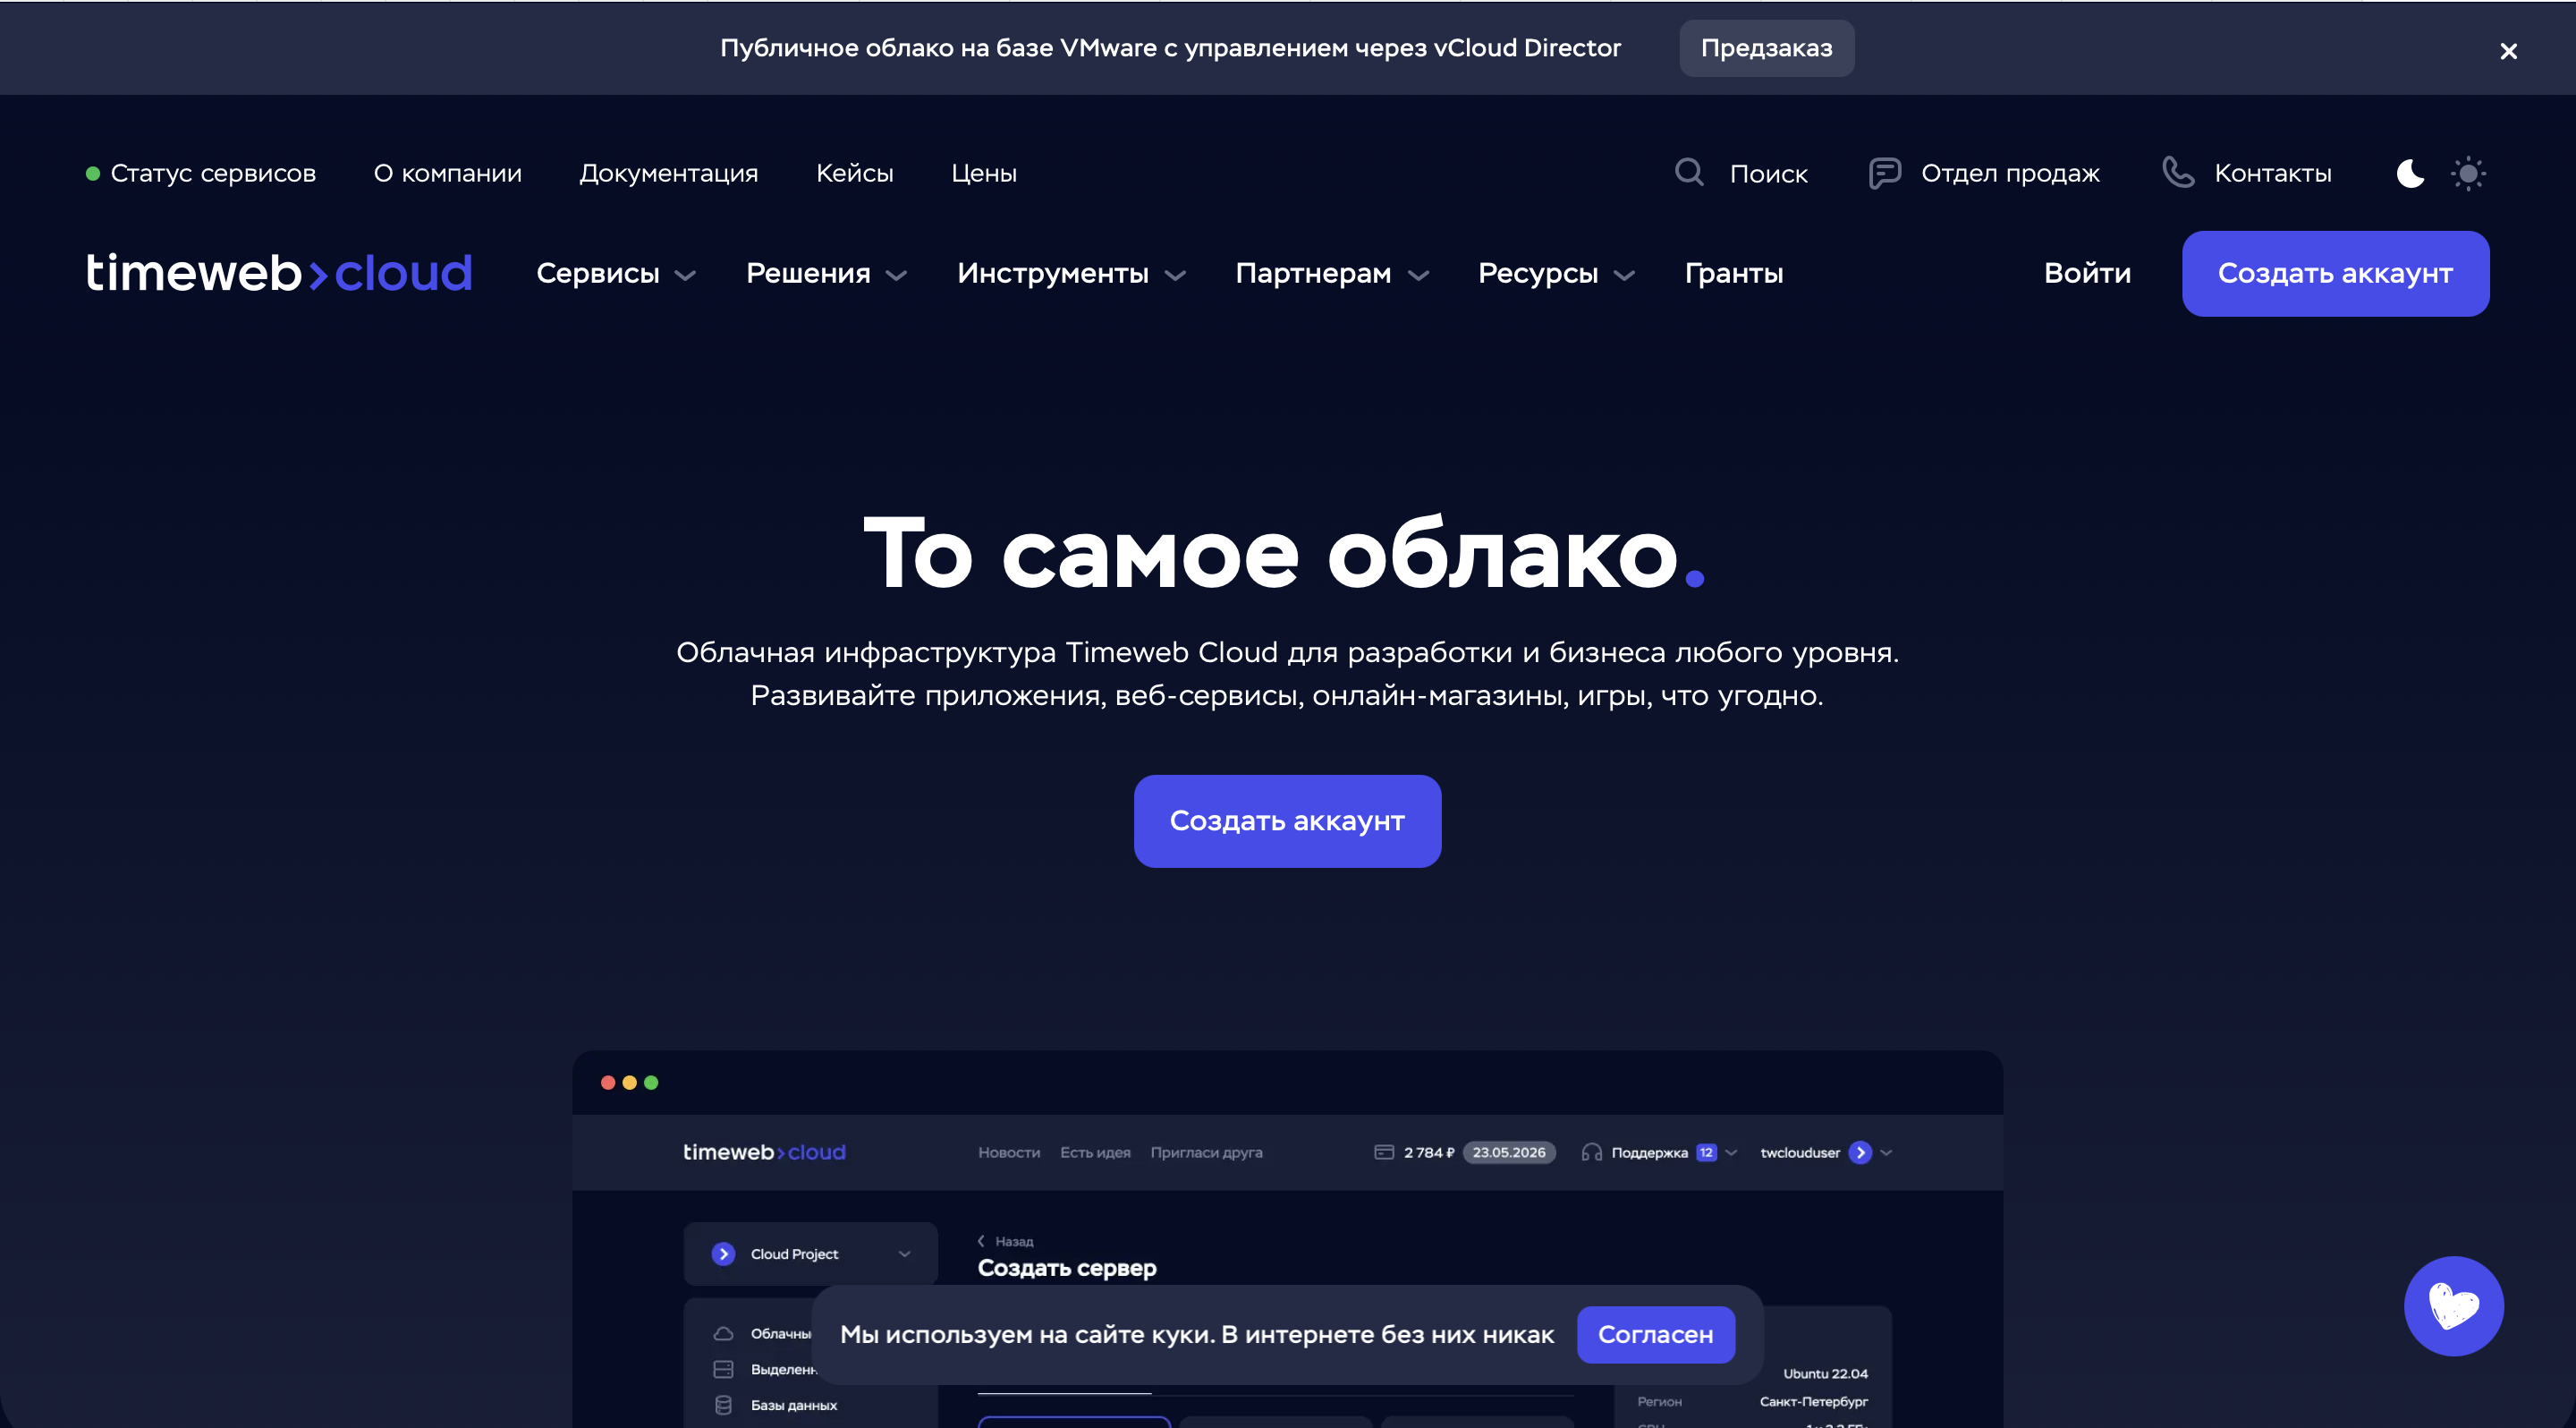 Публичное облако на базе VMware с управлением через vCloud Director Предзаказ
Статус сервисов О компании Документация Кейсы Цены Поиск Отдел продаж Контакты
timeweb>cloud Сервисы Решения Инструменты Партнерам Ресурсы Гранты Войти Создать аккаунт
То самое облако.
Облачная инфраструктура Timeweb Cloud для разработки и бизнеса любого уровня.
Развивайте приложения, веб-сервисы, онлайн-магазины, игры, что угодно.
Создать аккаунт
timeweb>cloud Новости Есть идея Пригласи друга 2 784 ₽ 23.05.2026 Поддержка 12 twclouduser
Cloud Project
Назад
Создать сервер
Мы используем на сайте куки. В интернете без них никак Согласен
Ubuntu 22.04
Базы данных
Регион Санкт-Петербург